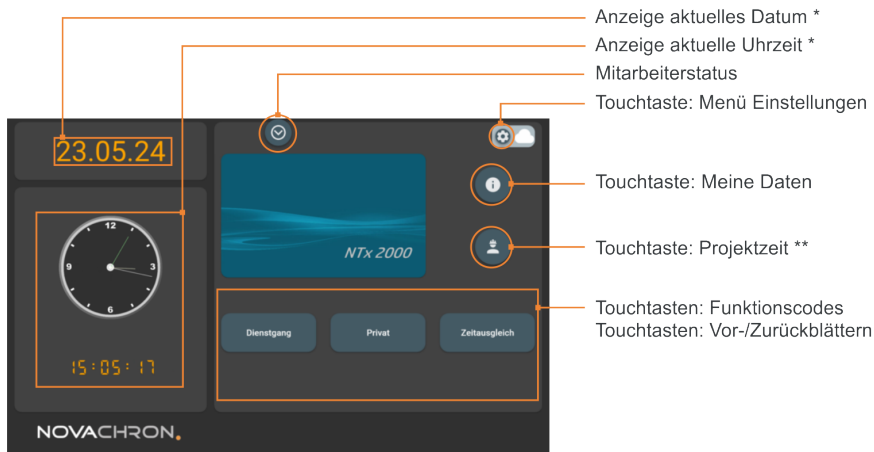 Anzeige aktuelles Datum *
Anzeige aktuelle Uhrzeit *
Mitarbeiterstatus
Touchtaste: Menü Einstellungen
23.05.24
Touchtaste: Meine Daten
12
9
3
6
NTx 2000
Touchtaste: Projektzeit **
Touchtasten: Funktionscodes
Touchtasten: Vor-/Zurückblättern
Dienstgang
Privat
Zeitausgleich
15:05:17
NOVACHRON.